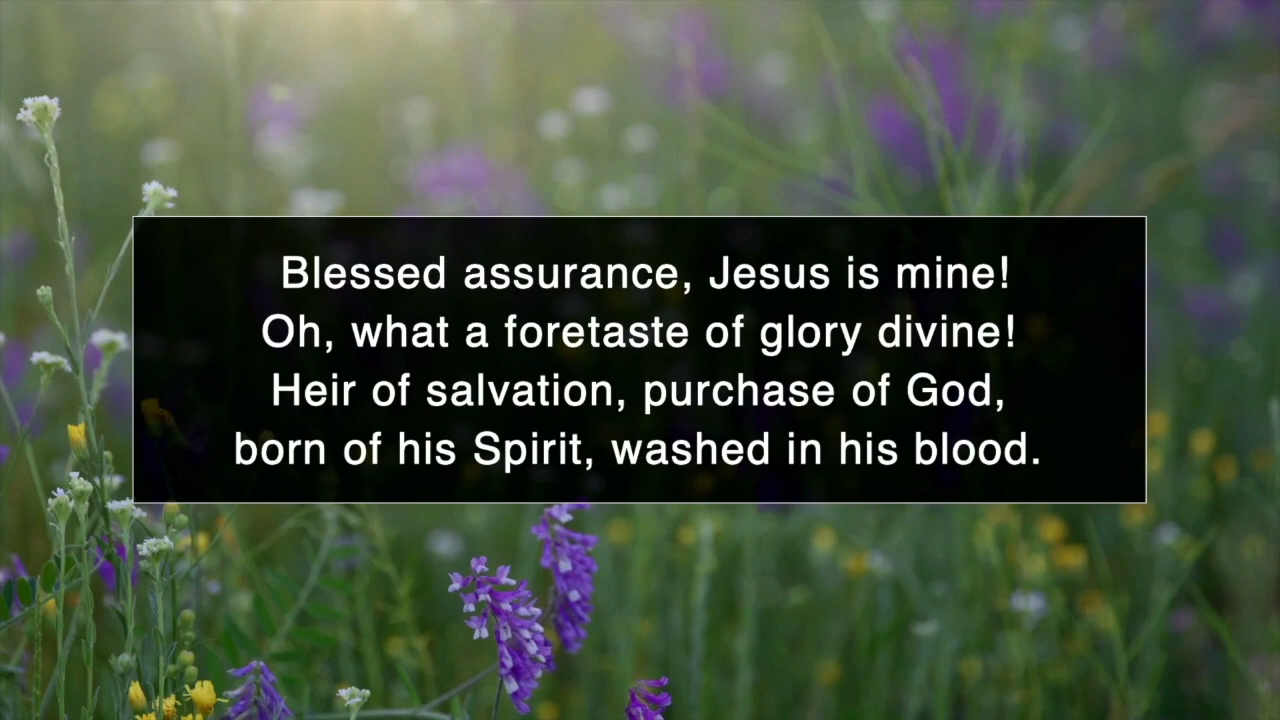 Blessed assurance, Jesus is mine!
Oh, what a foretaste of glory divine!
Heir of salvation, purchase of God,
born of his Spirit, washed in his blood.